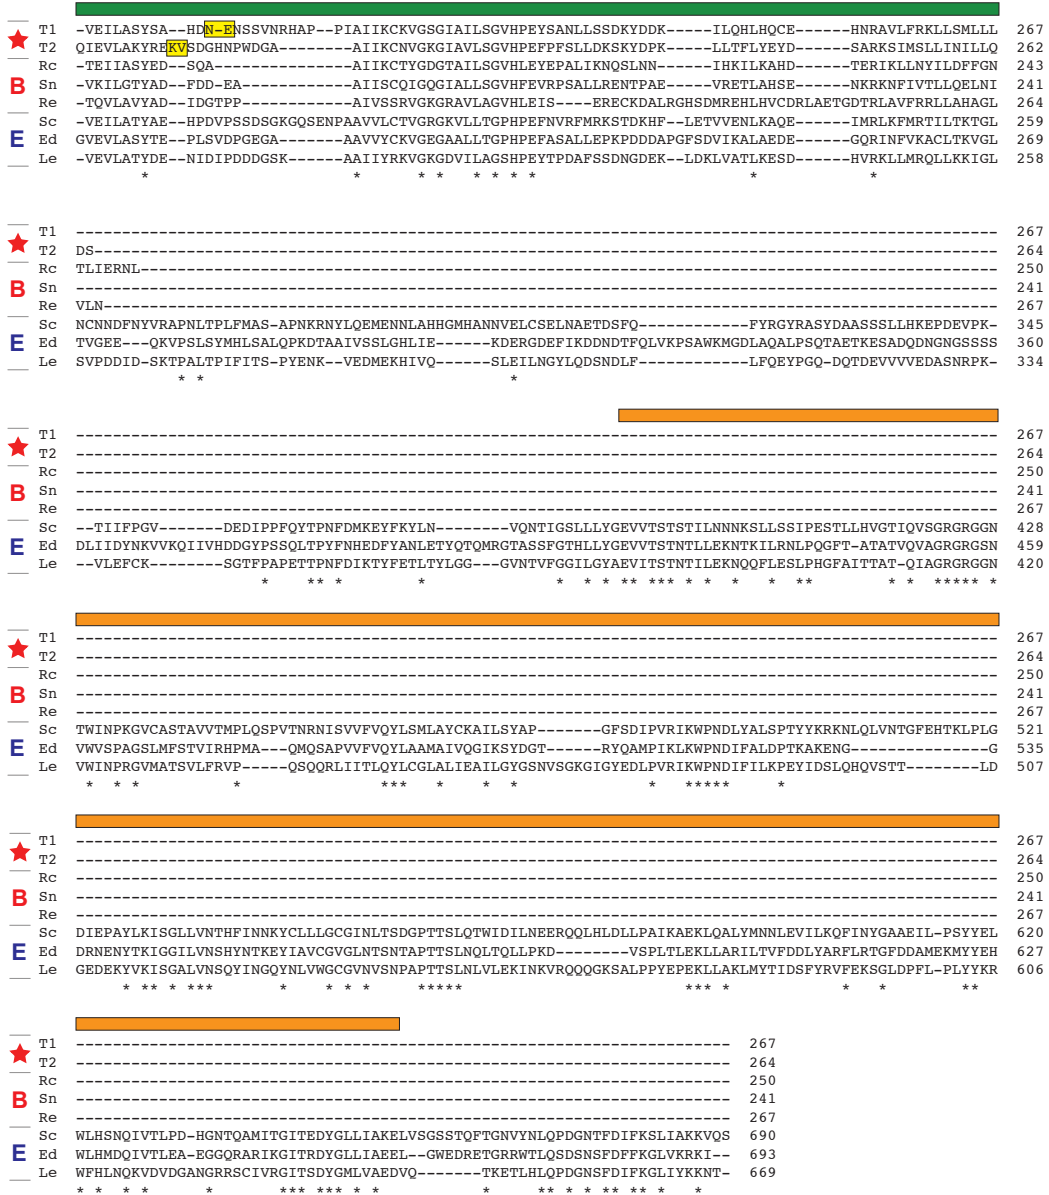 T1 -VEILASYSA--HDN-ENSSVNRHAP--PIAIIKCKVGSGIAILSGVHPEYSANLLSSDKYDDK-----ILQHLHQCE-----HNRAVLFRKLLSMLLL 267
T2 QIEVLAKYREKVSDGHNPWDGA-----AIIKCNVGKGIAVLSGVHPEFSPSLLDSKSYDPK-----LLTFLYEYD-----SARKSIMSLLINILLQ 262
Rc -TEIIASYED--SQA-----------AIIKCTYGDGTAILSGVHLEYEPALIKNQSLNN------IHKILKAHD-----TERIKLLNYILDFFGN 243
B Sn -VKILGTYAD--FDD-EA--------AIISCQIGQGIALLSGVHFEVRPSALLRENTPAE-----VRETLAHSE-----NKRKNFIVTLLQELNI 241
Re -TQVLAVYAD--IDGTPP--------AIVSSRVGKGRAVLAGVHLEIS----ERECKDALRGHSDMREHLHVCDRLAETGDTRLAVFRRLLAHAGL 264
Sc -VEILATYAE--HPDVPSSDSGKGQSENPAAVVLCTVGRGKVLLTGPHPEFNVRFMRKSTDKHF--LETVVENLKAQE-----IMRLKFMRTILTKTGL 259
E Ed GVEVLASYTE--PLSVDPGEGA-----AAVVYCKVGEGAALLTGPHPEFASALLEPKPDDDAPGFSDVIKALAEDE-----GQRINFVKACLTKVGL 269
Le -VEVLATYDE--NIDIPDDDGSK----AAIIYRKVGKGDVILAGSHPEYTPDAFSSDNGDEK--LDKLVATLKESD-----HVRKLLMRQLLKKIGL 258
* * * * * * * * * *
T1 -------------------------------------------------------------------------------------------------- 267
T2 DS------------------------------------------------------------------------------------------------ 264
Rc TLIERNL------------------------------------------------------------------------------------------- 250
B Sn -------------------------------------------------------------------------------------------------- 241
Re VLN----------------------------------------------------------------------------------------------- 267
Sc NCNNDFNYVRAPNLTPLFMAS-APNKRNYLQEMENNLAHHGMHANNVELCSELNAETDSFQ----------FYRGYRASYDAASSSLLHKEPDEVPK- 345
E Ed TVGEE---QKVPSLSYMHLSALQPKDTAAIVSSLGHLIE------KDERGDEFIKDDNDTFQLVKPSAWKMGDLAQALPSQTAETKESADQDNGNGSSSS 360
Le SVPDDID-SKTPALTPIFITS-PYENK--VEDMEKHIVQ-----SLEILNGYLQDSNDLF---------LFQEYPGQ-DQTDEVVVVEDASNRPK- 334
* * *
T1 -------------------------------------------------------------------------------------------------- 267
T2 -------------------------------------------------------------------------------------------------- 264
Rc -------------------------------------------------------------------------------------------------- 250
B Sn -------------------------------------------------------------------------------------------------- 241
Re -------------------------------------------------------------------------------------------------- 267
Sc --TIIFPGV-------DEDIPPFQYTPNFDMKEYFKYLN-------VQNTIGSLLLYGEVVTSTSTILNNNKSLLSSIPESTLLHVGTIQVSGRGRGGN 428
E Ed DLIIDYNKVVKQIIVHDDGYPSSQLTPYFNHEDFYANLETYQTQMRGTASSFGTHLLYGEVVTSTNTLLEKNTKILRNLPQGFT-ATATVQVAGRGRGSN 459
Le --VLEFCK-------SGTFPAPETTPNFDIKTYFETLTYLGG---GVNTVFGGILGYAEVITSTNTILEKNQQFLESLPHGFAITTAT-QIAGRGRGGN 420
* ** * * * * * ** *** * * * * ** * * ***** *
T1 -------------------------------------------------------------------------------------------------- 267
T2 -------------------------------------------------------------------------------------------------- 264
Rc -------------------------------------------------------------------------------------------------- 250
B Sn -------------------------------------------------------------------------------------------------- 241
Re -------------------------------------------------------------------------------------------------- 267
Sc TWINPKGVCASTAVVTMPLQSPVTNRNISVVFVQYLSMLAYCKAILSYAP-------GFSDIPVRIKWPNDLYALSPTYYKRKNLQLVNTGFEHTKLPLG 521
E Ed VWVSPAGSLMFSTVIRHPMA---QMQSAPVVFVQYLAAMAIVQGIKSYDGT------RYQAMPIKLKWPNDIFALDPTKAKENG-------------G 535
Le VWINPRGVMATSVLFRVP-----QSQQRLIITLQYLCGLALIEAILGYGSNVSGKGIGYEDLPVRIKWPNDIFILKPEYIDSLQHQVSTT--------LD 507
* * * * *** * * * * ***** *
T1 -------------------------------------------------------------------------------------------------- 267
T2 -------------------------------------------------------------------------------------------------- 264
Rc -------------------------------------------------------------------------------------------------- 250
B Sn -------------------------------------------------------------------------------------------------- 241
Re -------------------------------------------------------------------------------------------------- 267
Sc DIEPAYLKISGLLVNTHFINNKYCLLLGCGINLTSDGPTTSLQTWIDILNEERQQLHLDLLPAIKAEKLQALYMNNLEVILKQFINYGAAEIL-PSYYEL 620
E Ed DRNENYTKIGGILVNSHYNTKEYIAVCGVGLNTSNTAPTTSLNQLTQLLPKD--------VSPLTLEKLLARILTVFDDLYARFLRTGFDDAMEKMYYEH 627
Le GEDEKYVKISGALVNSQYINGQYNLVWGCGVNVSNPAPTTSLNLVLEKINKVRQQQGKSALPPYEPEKLLAKLMYTIDSFYRVFEKSGLDPFL-PLYYKR 606
* ** * *** * * * * ***** *** * * * **
T1 ---------------------------------------------------------------------- 267
T2 ---------------------------------------------------------------------- 264
Rc ---------------------------------------------------------------------- 250
B Sn ---------------------------------------------------------------------- 241
Re ---------------------------------------------------------------------- 267
Sc WLHSNQIVTLPD-HGNTQAMITGITEDYGLLIAKELVSGSSTQFTGNVYNLQPDGNTFDIFKSLIAKKVQS 690
E Ed WLHMDQIVTLEA-EGGQRARIKGITRDYGLLIAEEL-GWEDRETGRRWTLQSDSNSFDFFKGLVKRKI- 693
Le WFHLNQKVDVDGANGRRSCIVRGITSDYGMLVAEDVQ-----TKETLHLQPDGNSFDIFKGLIYKKNT- 669
* * * * * *** *** * * * ** * ** ** * *